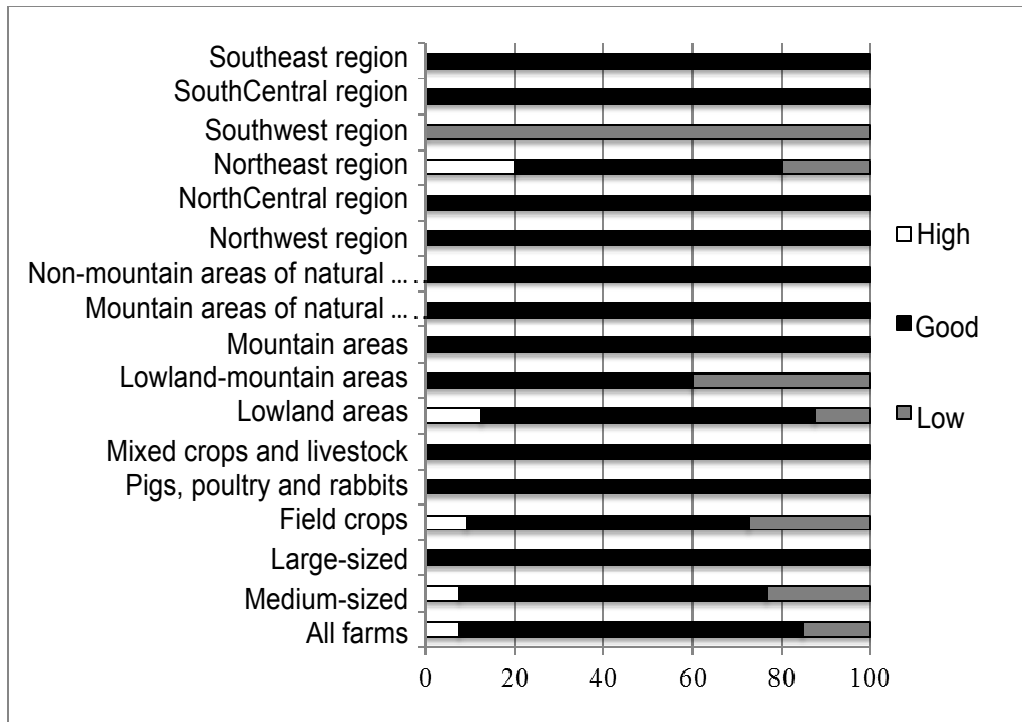 Southeast region
SouthCentral region
Southwest region
Northeast region
NorthCentral region
Northwest region
Non-mountain areas of natural ...
Mountain areas of natural ...
Mountain areas
Lowland-mountain areas
Lowland areas
Mixed crops and livestock
Pigs, poultry and rabbits
Field crops
Large-sized
Medium-sized
All farms
0 20 40 60 80 100
High
Good
Low